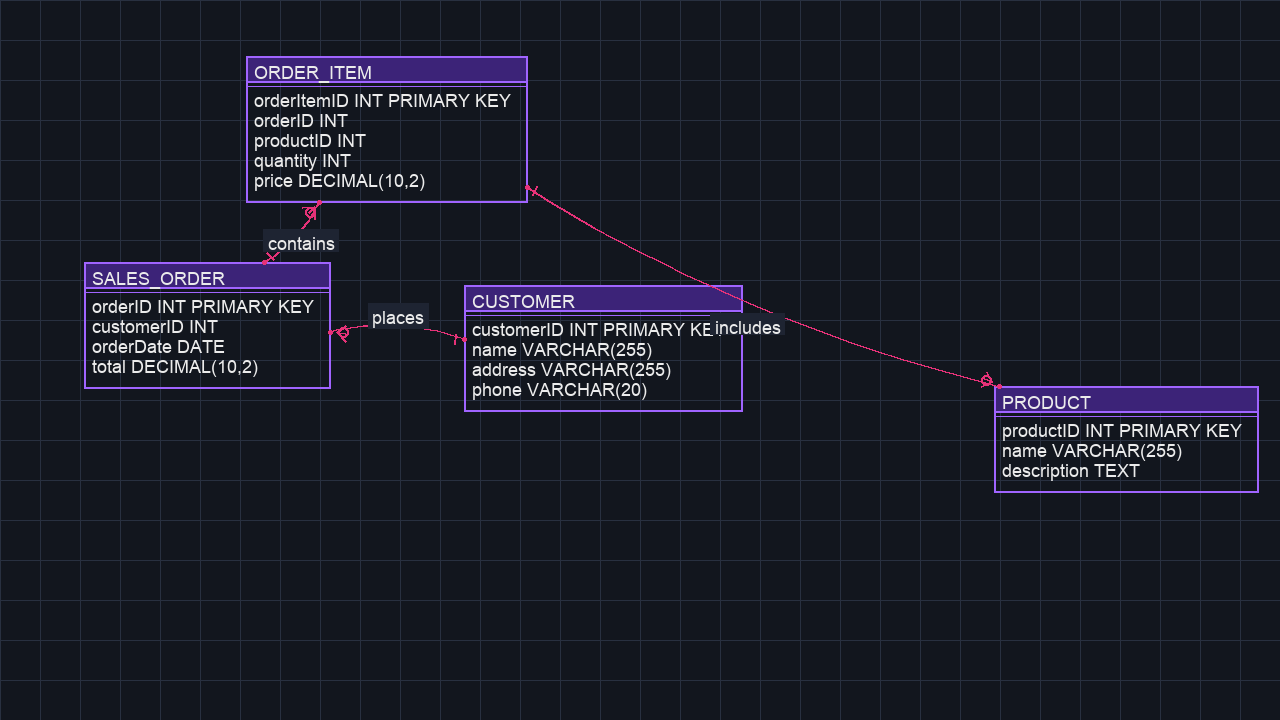 ORDER_ITEM
orderItemID INT PRIMARY KEY
orderID INT
productID INT
quantity INT
price DECIMAL(10,2)
contains
SALES_ORDER
orderID INT PRIMARY KEY
customerID INT
orderDate DATE
total DECIMAL(10,2)
places
CUSTOMER
customerID INT PRIMARY KE
name VARCHAR(255)
address VARCHAR(255)
phone VARCHAR(20)
includes
PRODUCT
productID INT PRIMARY KEY
name VARCHAR(255)
description TEXT